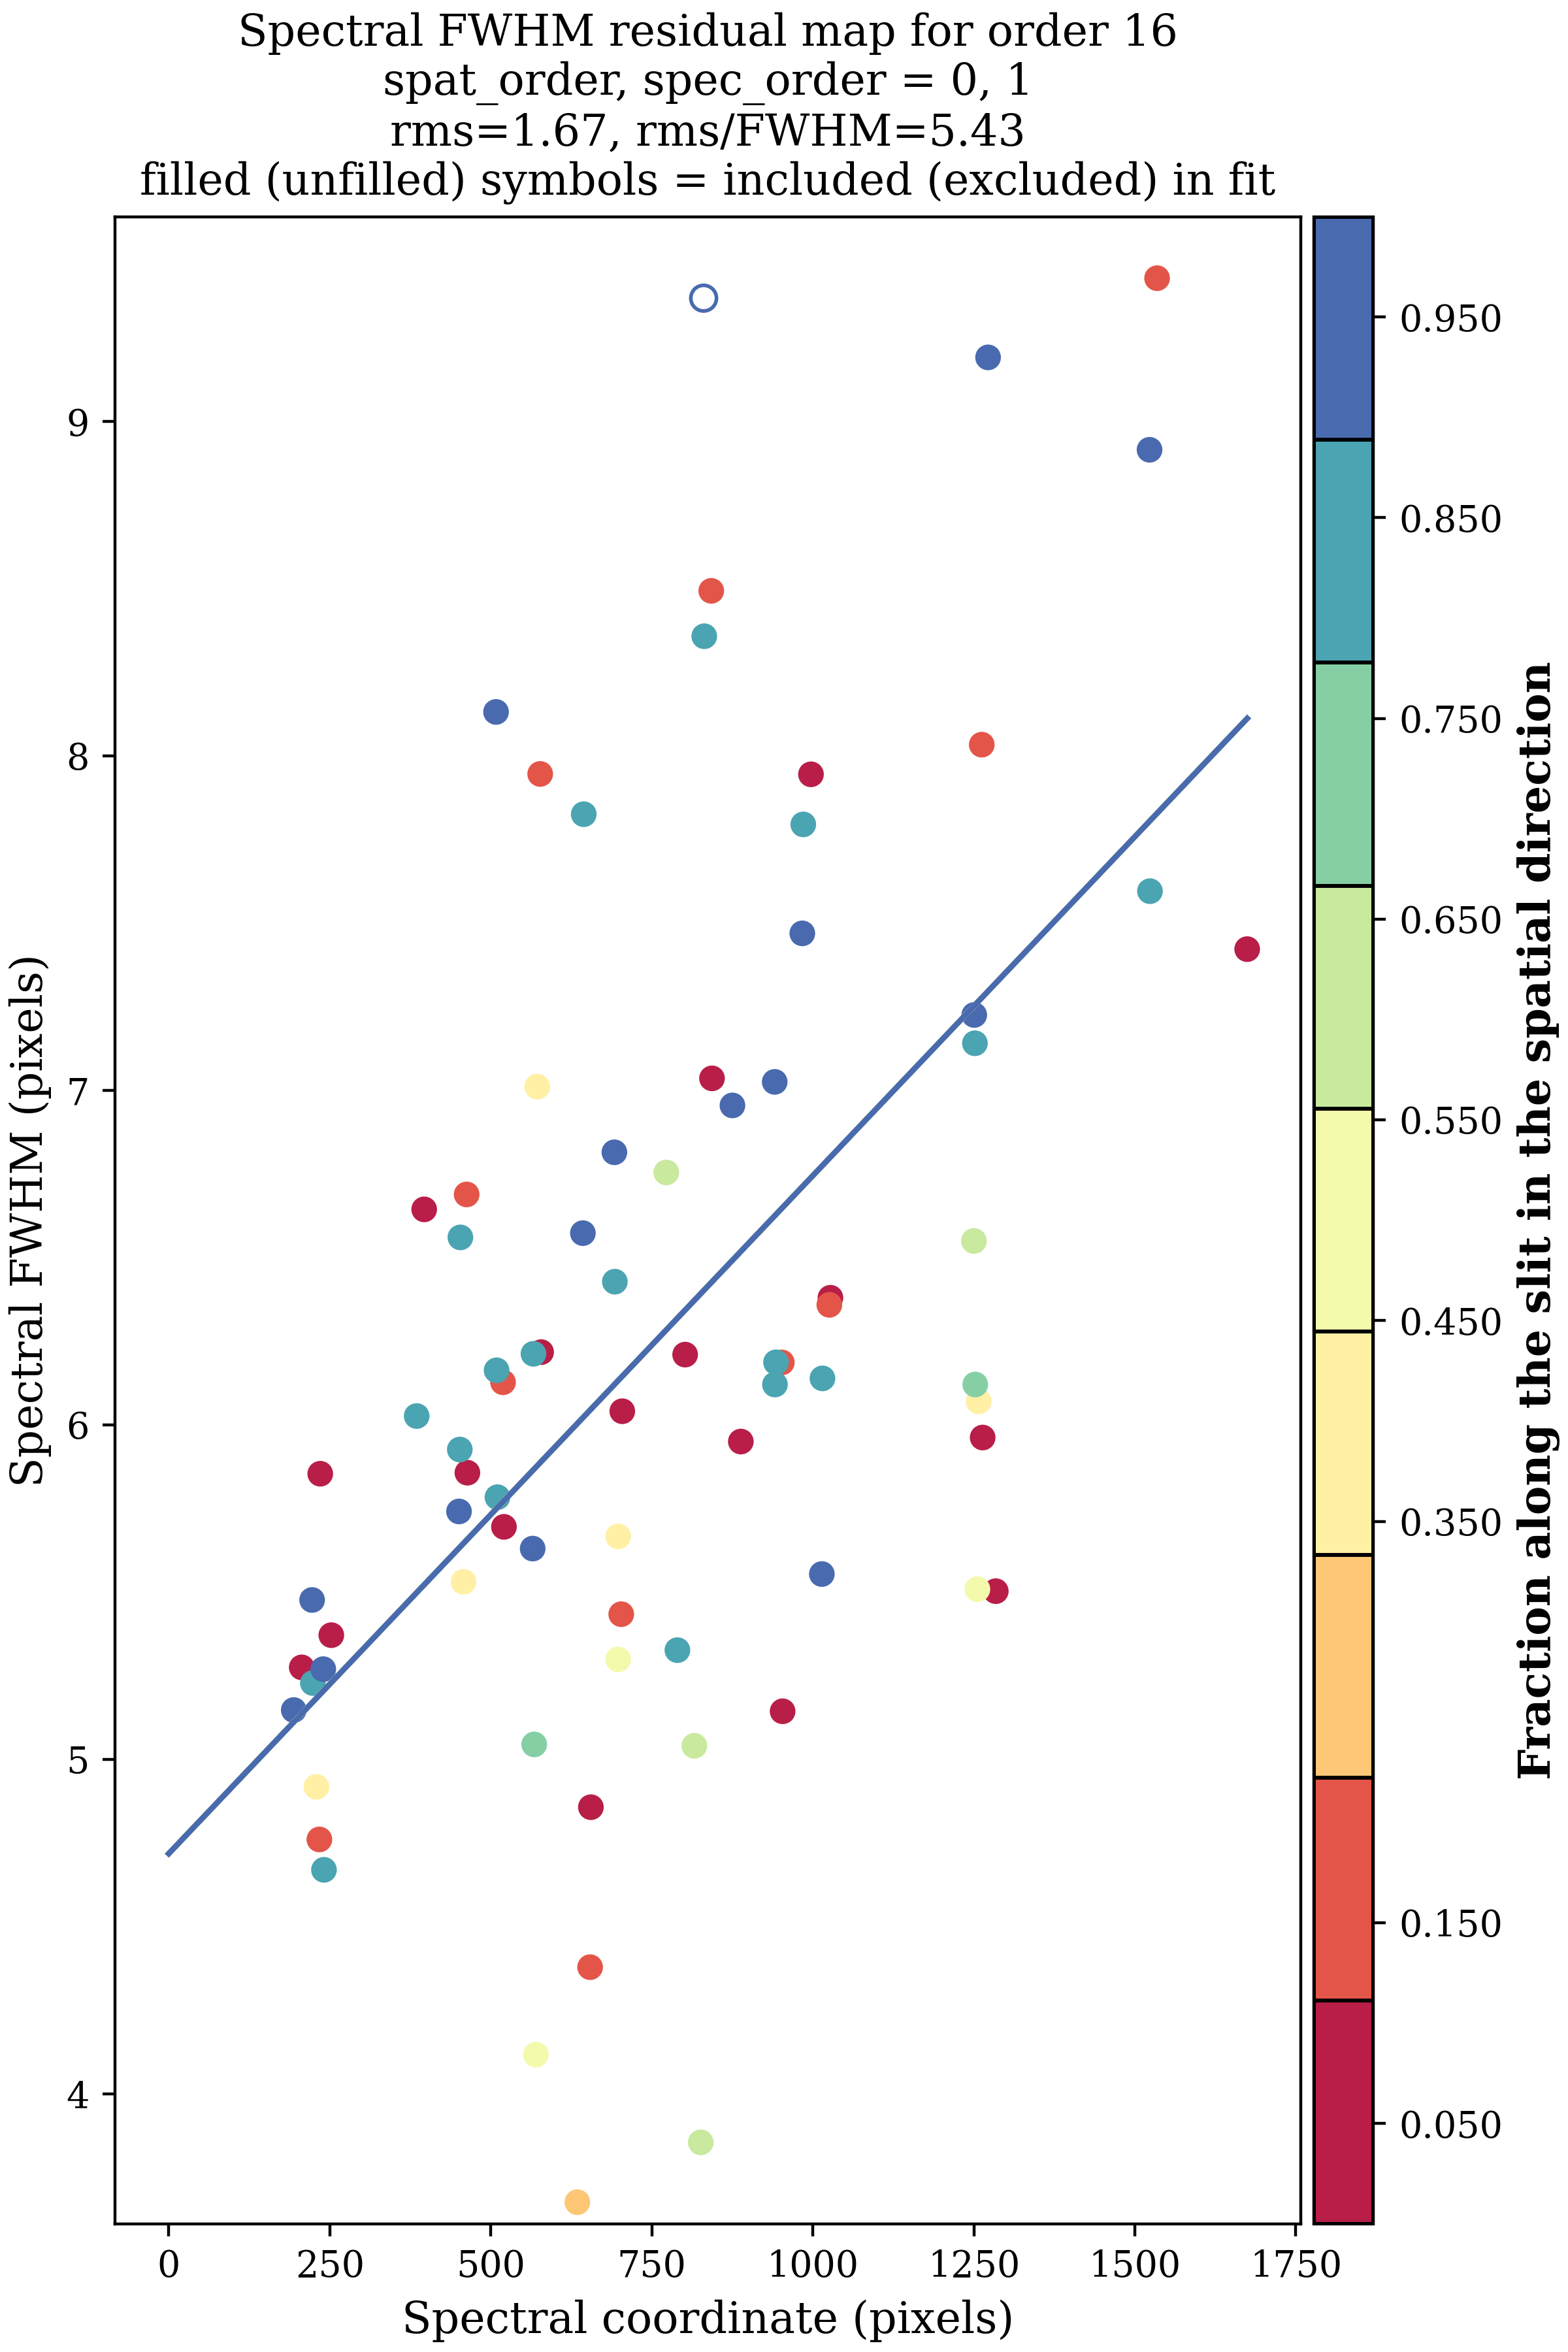 Spectral FWHM residual map for order 16
spat_order, spec_order = 0, 1
rms=1.67, rms/FWHM=5.43
filled (unfilled) symbols = included (excluded) in fit
9
8
7
6
5
4
Spectral FWHM (pixels)
0 250 500 750 1000 1250 1500 1750
Spectral coordinate (pixels)
0.950
0.850
0.750
0.650
0.550
0.450
0.350
0.150
0.050
Fraction along the slit in the spatial direction